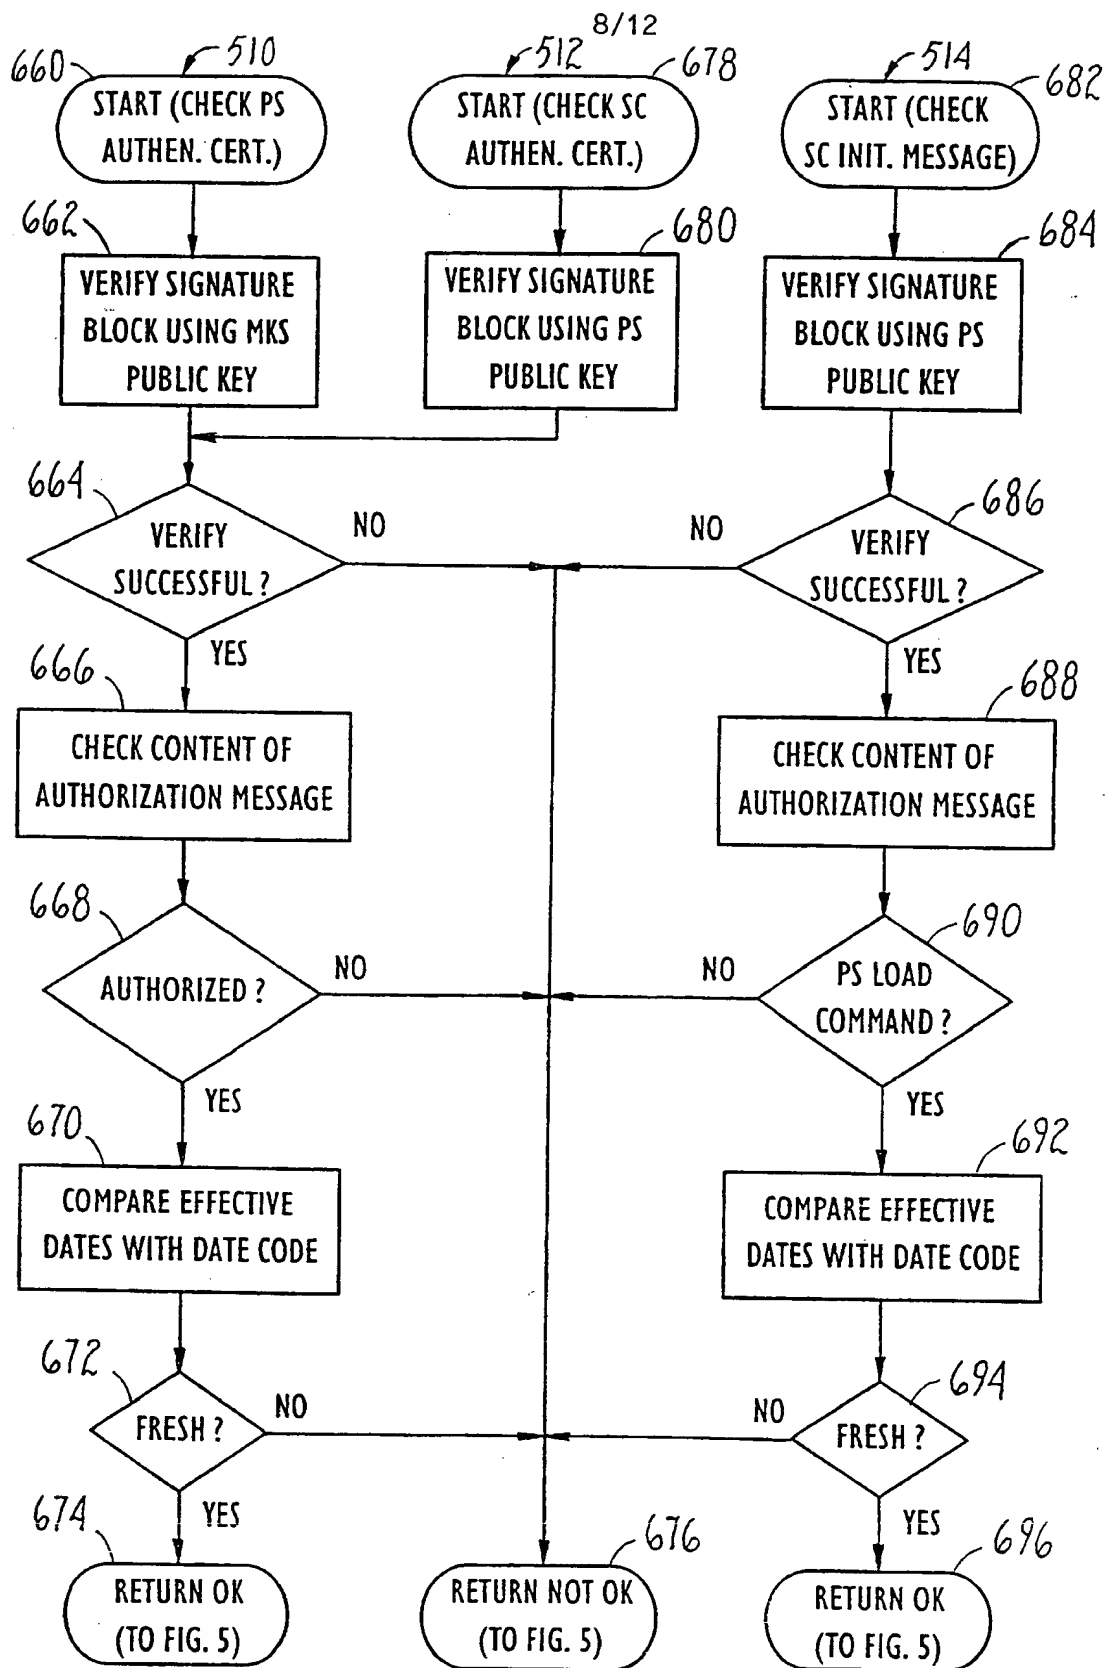 8/12
510
660
START (CHECK PS
AUTHEN. CERT.)
512
678
START (CHECK SC
AUTHEN. CERT.)
514
682
START (CHECK
SC INIT. MESSAGE)
662
VERIFY SIGNATURE
BLOCK USING MKS
PUBLIC KEY
680
VERIFY SIGNATURE
BLOCK USING PS
PUBLIC KEY
684
VERIFY SIGNATURE
BLOCK USING PS
PUBLIC KEY
664
VERIFY
SUCCESSFUL ?
NO
YES
686
VERIFY
SUCCESSFUL ?
NO
YES
666
CHECK CONTENT OF
AUTHORIZATION MESSAGE
688
CHECK CONTENT OF
AUTHORIZATION MESSAGE
668
AUTHORIZED ?
NO
YES
690
PS LOAD
COMMAND ?
NO
YES
670
COMPARE EFFECTIVE
DATES WITH DATE CODE
692
COMPARE EFFECTIVE
DATES WITH DATE CODE
672
FRESH ?
NO
YES
694
FRESH ?
NO
YES
674
RETURN OK
(TO FIG. 5)
676
RETURN NOT OK
(TO FIG. 5)
696
RETURN OK
(TO FIG. 5)